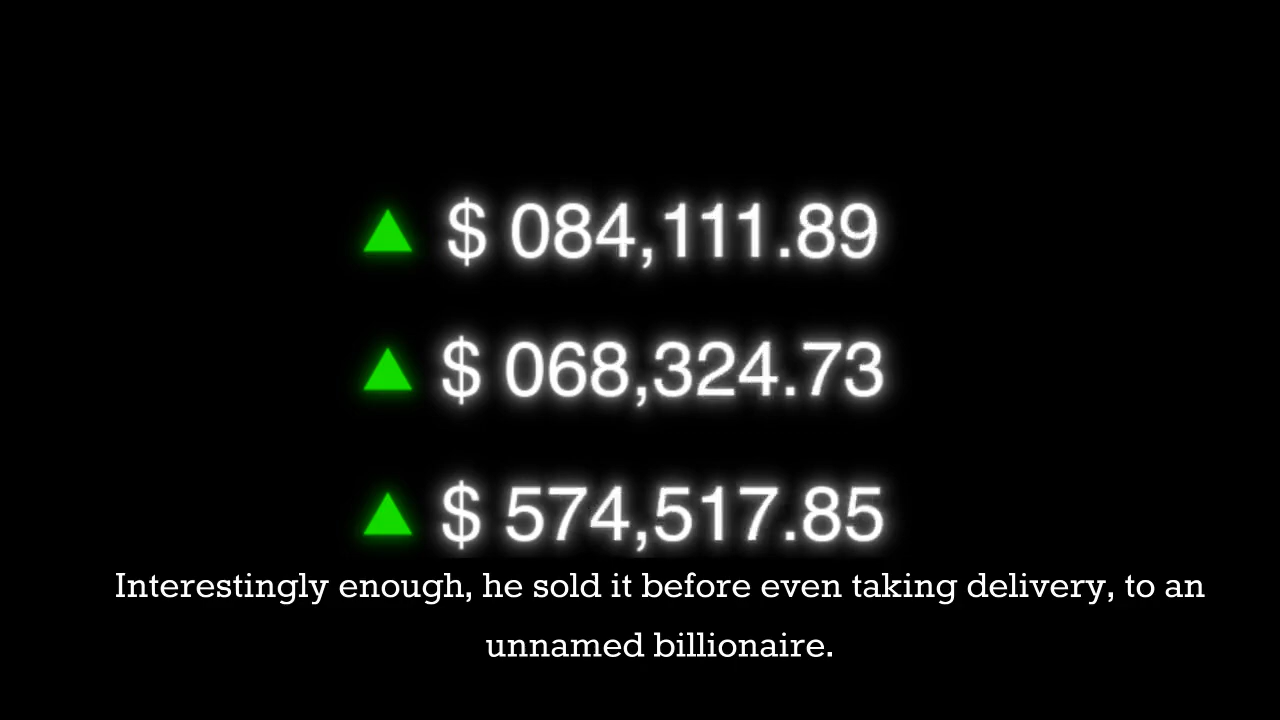 $ 084,111.89
$ 068,324.73
$ 574,517.85
Interestingly enough, he sold it before even taking delivery, to an
unnamed billionaire.